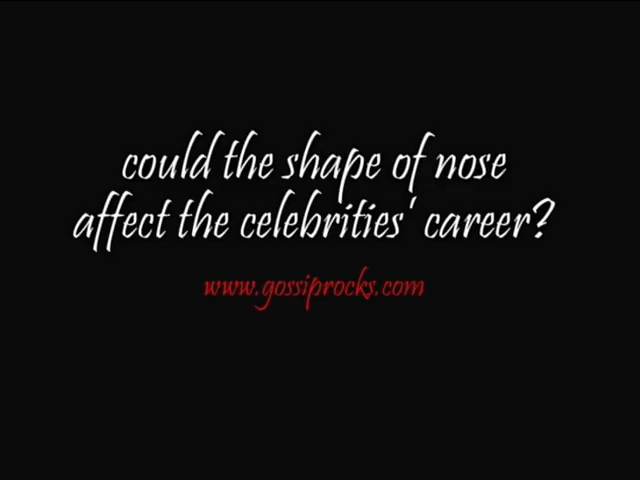 could the shape of nose
affect the celebrities' career?
www.gossiprocks.com